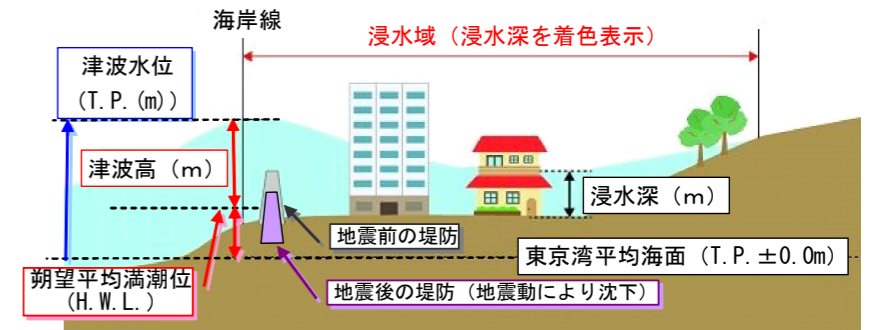 海岸線
浸水域（浸水深を着色表示）
津波水位
（T.P.(m)）
津波高（m）
浸水深（m）
地震前の堤防
東京湾平均海面（T.P.±0.0m）
朔望平均満潮位
(H.W.L.)
地震後の堤防（地震動により沈下）